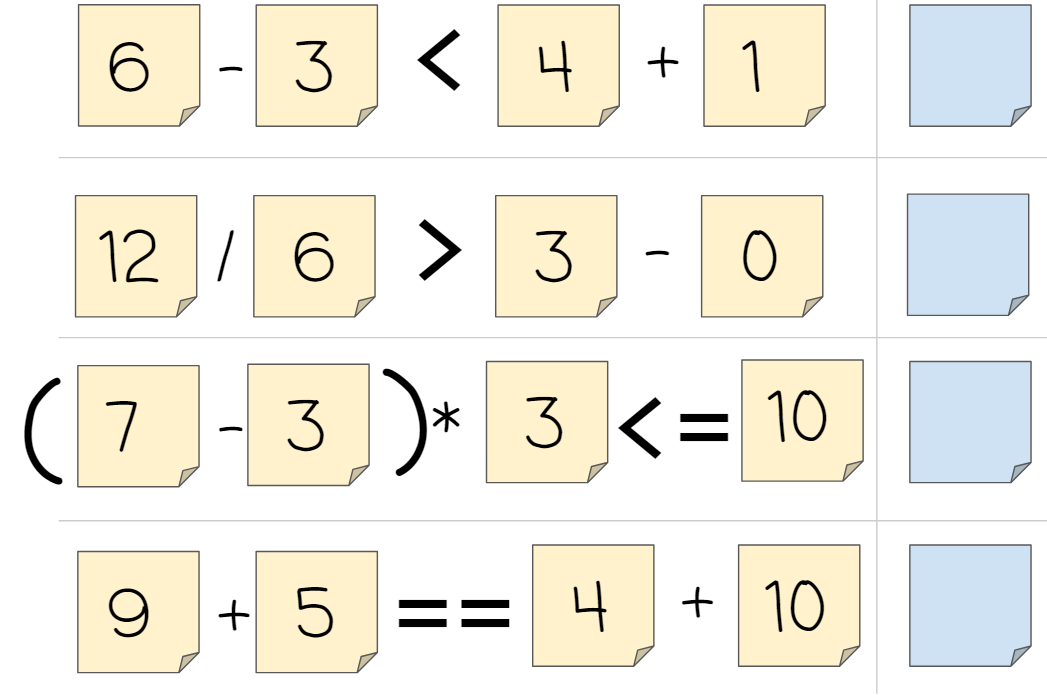 6 - 3 < 4 + 1
12 / 6 > 3 - 0
( 7 - 3 ) * 3 <= 10
9 + 5 == 4 + 10